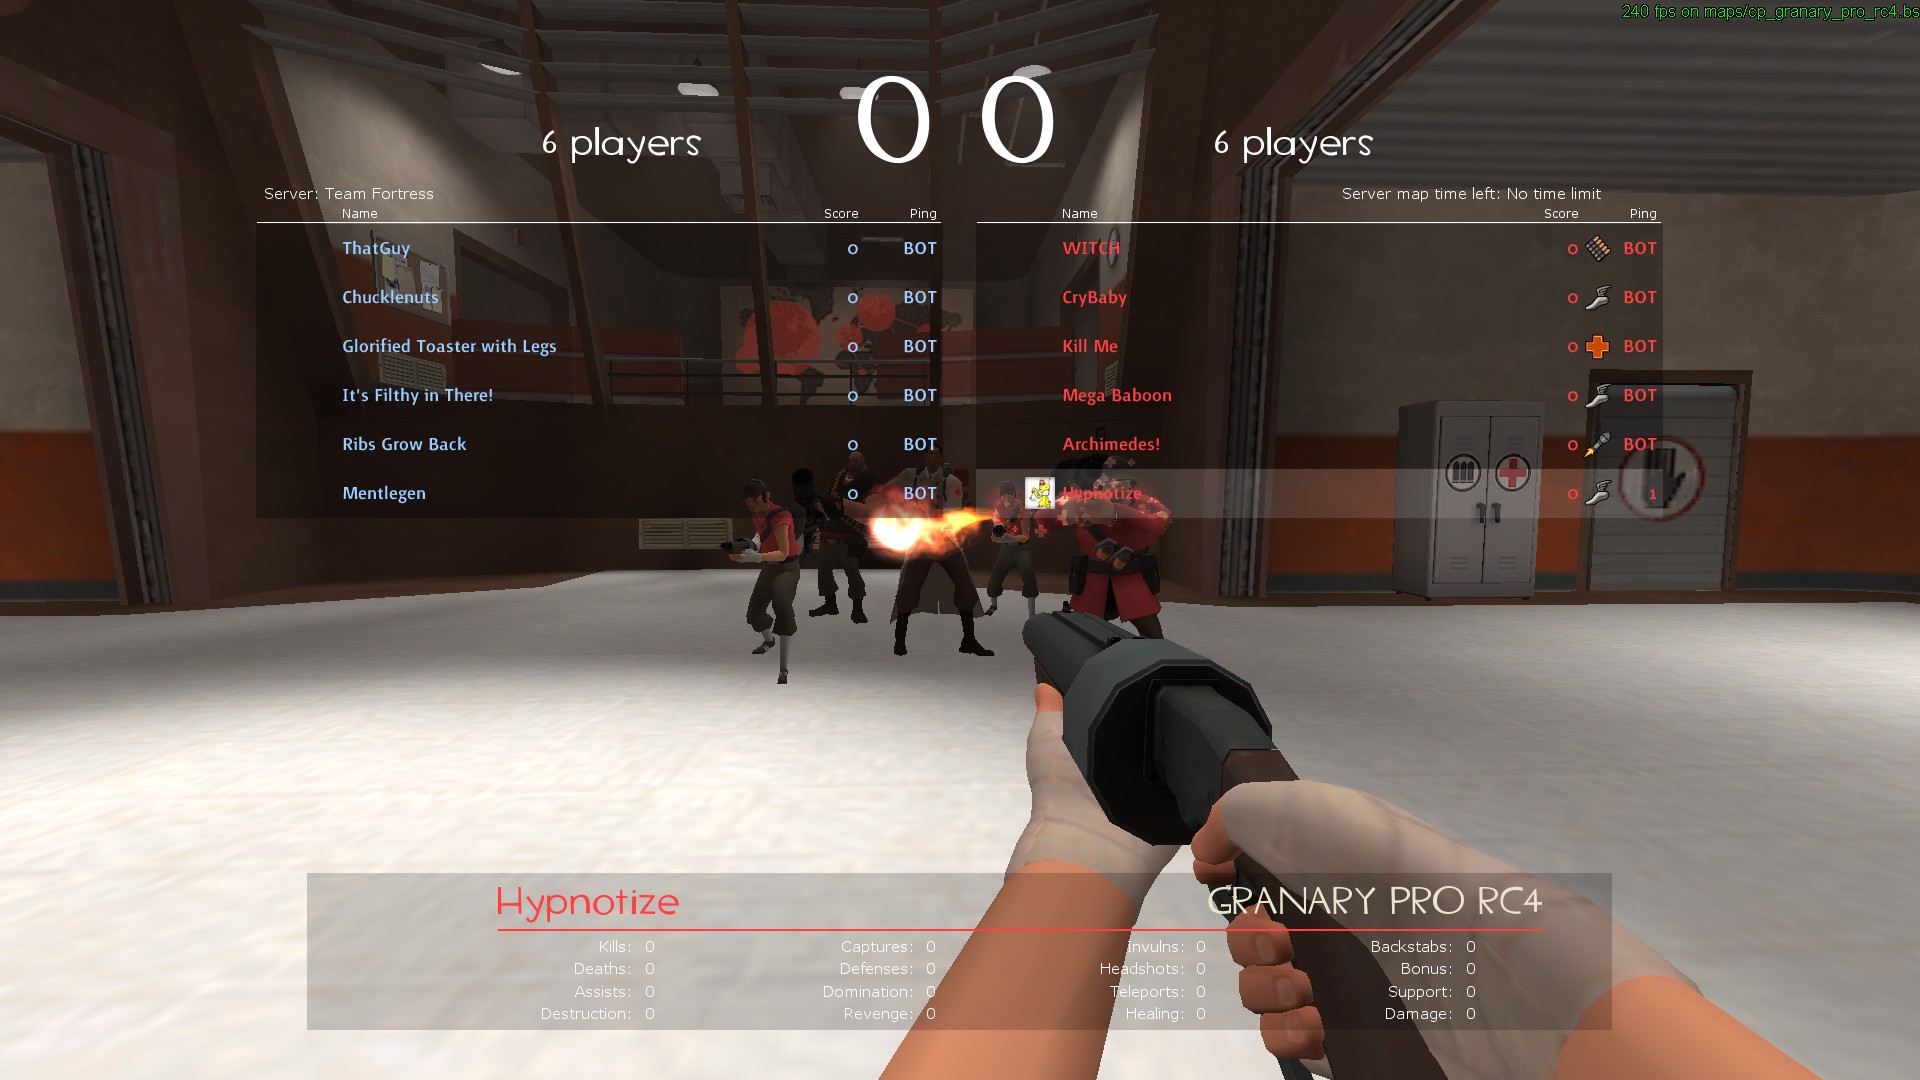 240 fps on maps/cp_granary_pro_rc4.bs
0 0
6 players 6 players
Server: Team Fortress Server map time left: No time limit
Name Score Ping Name Score Ping
ThatGuy 0 BOT WITCH 0 BOT
Chucklenuts 0 BOT CryBaby 0 BOT
Glorified Toaster with Legs 0 BOT Kill Me 0 BOT
It's Filthy in There! 0 BOT Mega Baboon 0 BOT
Ribs Grow Back 0 BOT Archimedes! 0 BOT
Mentlegen 0 BOT Hypnotize 0 1
Hypnotize GRANARY PRO RC4
Kills: 0 Captures: 0 Invulns: 0 Backstabs: 0
Deaths: 0 Defenses: 0 Headshots: 0 Bonus: 0
Assists: 0 Domination: 0 Teleports: 0 Support: 0
Destruction: 0 Revenge: 0 Healing: 0 Damage: 0